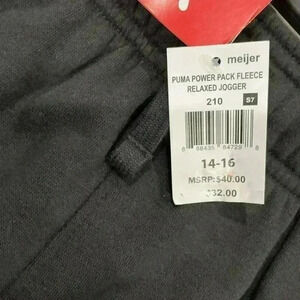 meijer
PUMA POWER PACK FLEECE
RELAXED JOGGER
210 S7
14-16
MSRP: $40.00
$32.00